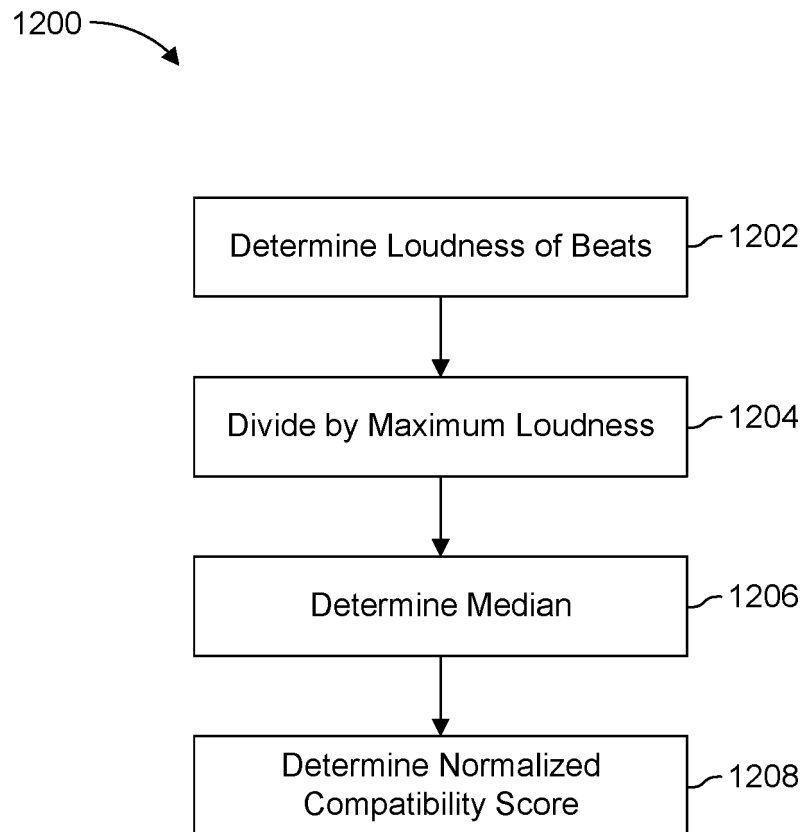 1200
Determine Loudness of Beats
1202
Divide by Maximum Loudness
1204
Determine Median
1206
Determine Normalized
Compatibility Score
1208